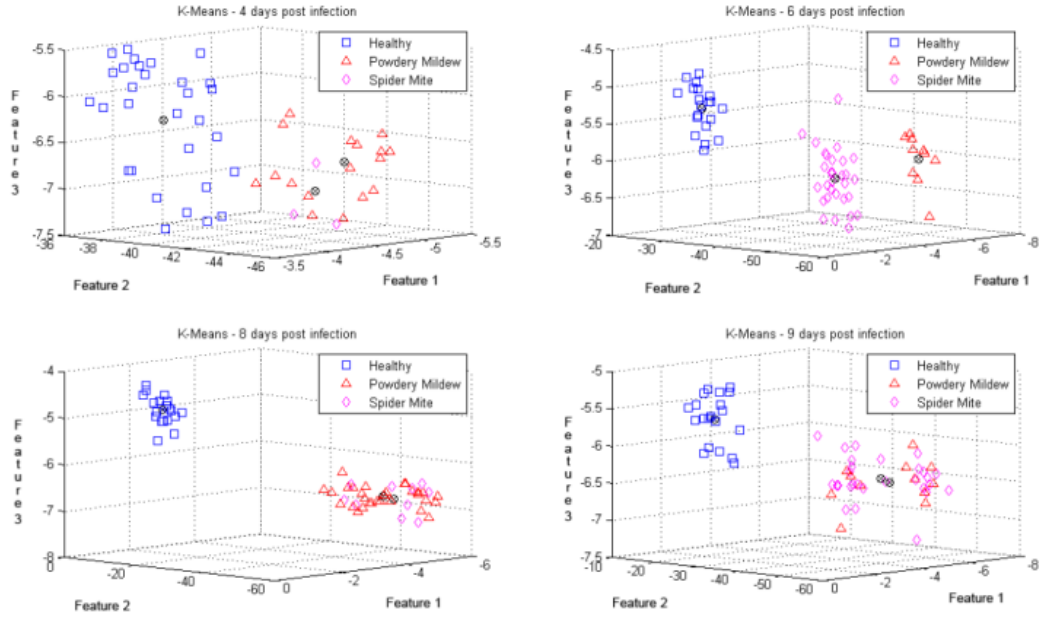 K-Means - 4 days post infection
Healthy
Powdery Mildew
Spider Mite
-5.5
-6
-6.5
-7
-7.5
Feature 3
-36
-38
-40
-42
-44
-46
Feature 2
-3.5
-4
-4.5
-5
-5.5
Feature 1
K-Means - 6 days post infection
Healthy
Powdery Mildew
Spider Mite
-4.5
-5
-5.5
-6
-6.5
-7
Feature 3
-20
-30
-40
-50
-60
Feature 2
0
-2
-4
-6
-8
Feature 1
K-Means - 8 days post infection
Healthy
Powdery Mildew
Spider Mite
-4
-5
-6
-7
-8
Feature 3
0
-20
-40
-60
Feature 2
0
-2
-4
-6
Feature 1
K-Means - 9 days post infection
Healthy
Powdery Mildew
Spider Mite
-5
-5.5
-6
-6.5
-7
-7.5
Feature 3
-10
-20
-30
-40
-50
-60
Feature 2
0
-2
-4
-6
-8
Feature 1